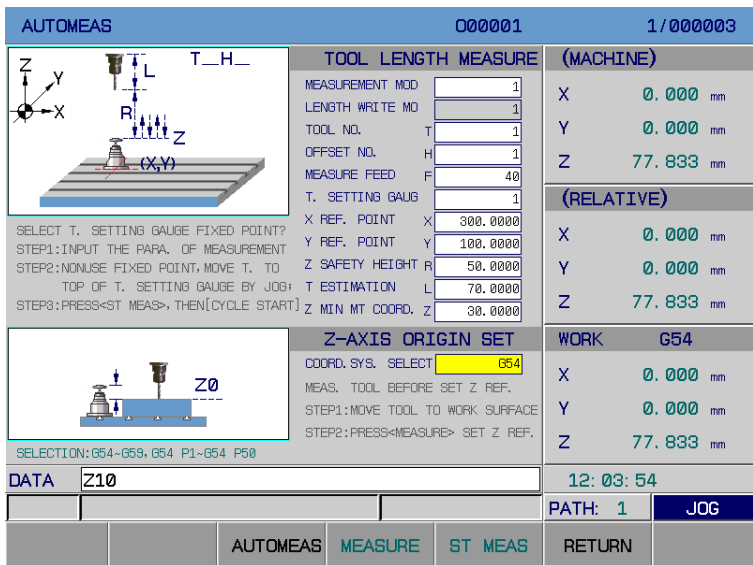 AUTOMEAS O00001 1/000003
T__H__
Z
Y
X
L
R
Z
(X,Y)
SELECT T. SETTING GAUGE FIXED POINT?
STEP1:INPUT THE PARA. OF MEASUREMENT
STEP2:NONUSE FIXED POINT,MOVE T. TO
TOP OF T. SETTING GAUGE BY JOG;
STEP3:PRESS<ST MEAS>,THEN[CYCLE START]
TOOL LENGTH MEASURE
MEASUREMENT MOD 1
LENGTH WRITE MO 1
TOOL NO. T 1
OFFSET NO. H 1
MEASURE FEED F 40
T. SETTING GAUG 1
X REF. POINT X 300.0000
Y REF. POINT Y 100.0000
Z SAFETY HEIGHT R 50.0000
T ESTIMATION L 70.0000
Z MIN MT COORD. Z 30.0000
Z0
SELECTION:G54~G59,G54 P1~G54 P50
Z-AXIS ORIGIN SET
COORD.SYS. SELECT G54
MEAS. TOOL BEFORE SET Z REF.
STEP1:MOVE TOOL TO WORK SURFACE
STEP2:PRESS<MEASURE> SET Z REF.
(MACHINE)
X 0.000 mm
Y 0.000 mm
Z 77.833 mm
(RELATIVE)
X 0.000 mm
Y 0.000 mm
Z 77.833 mm
WORK G54
X 0.000 mm
Y 0.000 mm
Z 77.833 mm
DATA Z10
12:03:54
PATH: 1 JOG
AUTOMEAS MEASURE ST MEAS RETURN